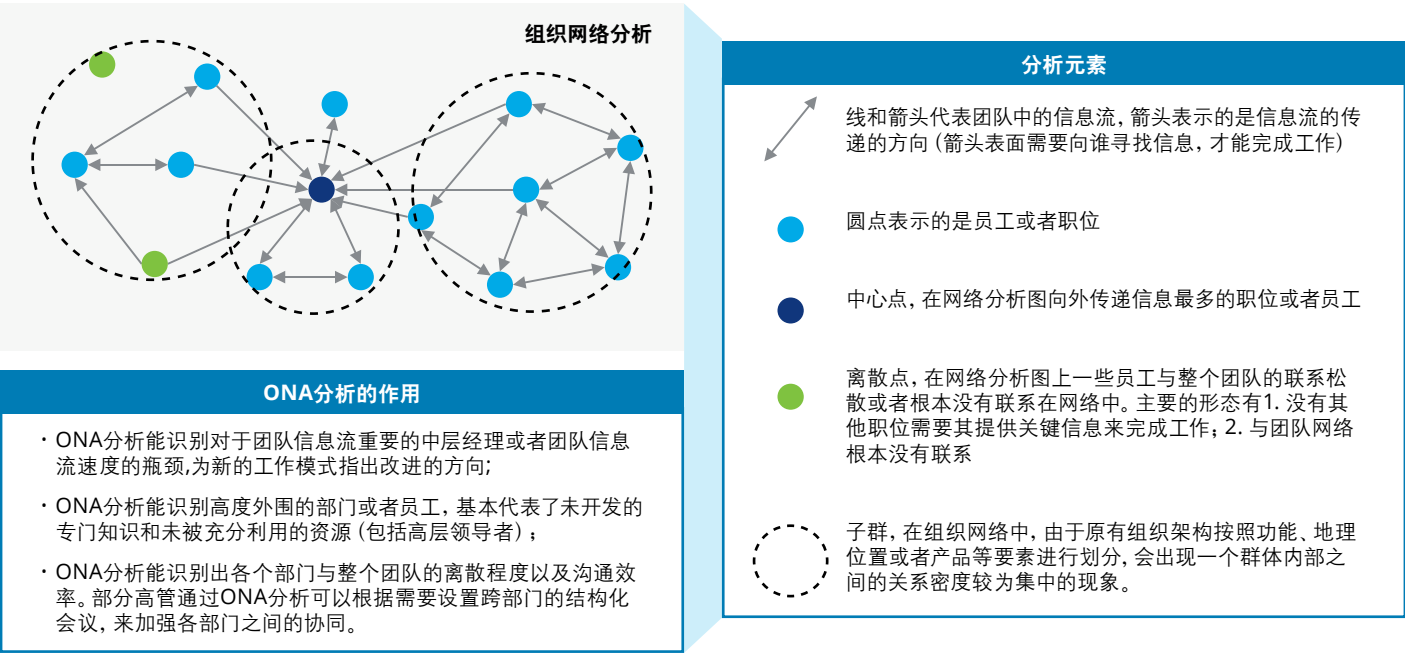 组织网络分析
ONA分析的作用
· ONA分析能识别对于团队信息流重要的中层经理或者团队信息
流速度的瓶颈,为新的工作模式指出改进的方向;
· ONA分析能识别高度外围的部门或者员工, 基本代表了未开发的
专门知识和未被充分利用的资源 (包括高层领导者) ;
· ONA分析能识别出各个部门与整个团队的离散程度以及沟通效
率。部分高管通过ONA分析可以根据需要设置跨部门的结构化
会议, 来加强各部门之间的协同。
分析元素
线和箭头代表团队中的信息流, 箭头表示的是信息流的传
递的方向 (箭头表面需要向谁寻找信息, 才能完成工作)
圆点表示的是员工或者职位
中心点, 在网络分析图向外传递信息最多的职位或者员工
离散点, 在网络分析图上一些员工与整个团队的联系松
散或者根本没有联系在网络中。主要的形态有1. 没有其
他职位需要其提供关键信息来完成工作; 2. 与团队网络
根本没有联系
子群, 在组织网络中, 由于原有组织架构按照功能、地理
位置或者产品等要素进行划分, 会出现一个群体内部之
间的关系密度较为集中的现象。